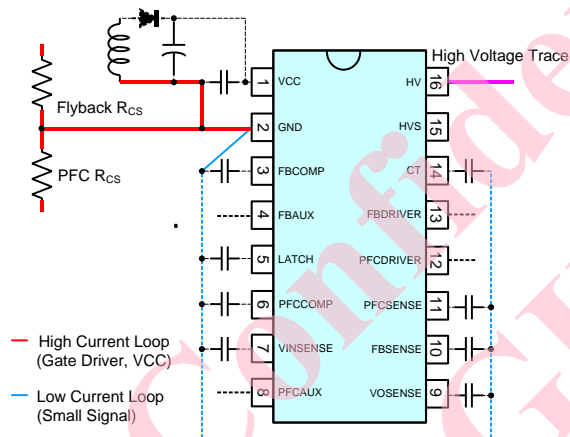 High Voltage Trace
1 VCC HV 16
Flyback RCS
2 GND HVS 15
PFC RCS
3 FBCOMP CT 14
4 FBAUX FBDRIVER 13
5 LATCH PFCDRIVER 12
6 PFCCOMP PFCSENSE 11
7 VINSENSE FBSENSE 10
8 PFCAUX VOSENSE 9
High Current Loop
(Gate Driver, VCC)
Low Current Loop
(Small Signal)
Confide